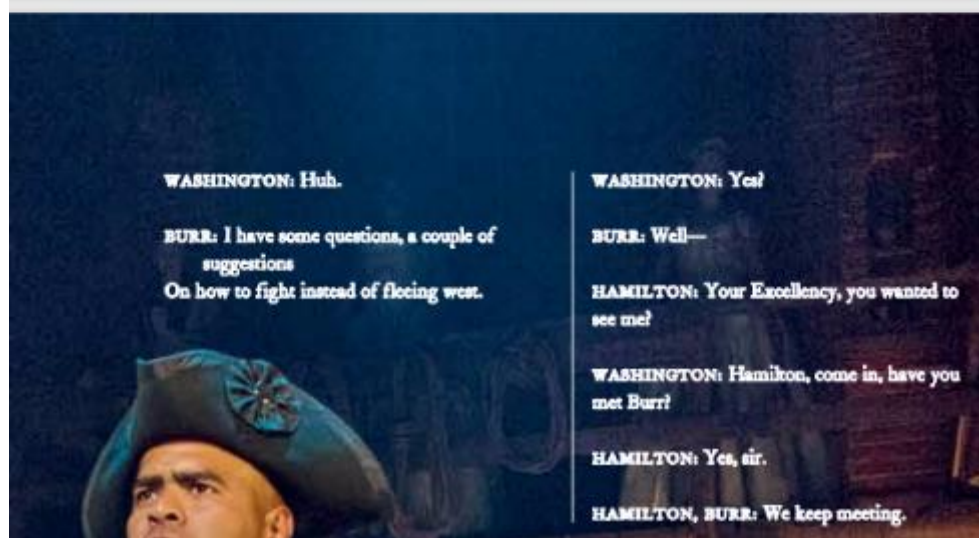 WASHINGTON: Huh.
BURR: I have some questions, a couple of
suggestions
On how to fight instead of fleeing west.
WASHINGTON: Yes?
BURR: Well—
HAMILTON: Your Excellency, you wanted to
see me?
WASHINGTON: Hamilton, come in, have you
met Burr?
HAMILTON: Yes, sir.
HAMILTON, BURR: We keep meeting.